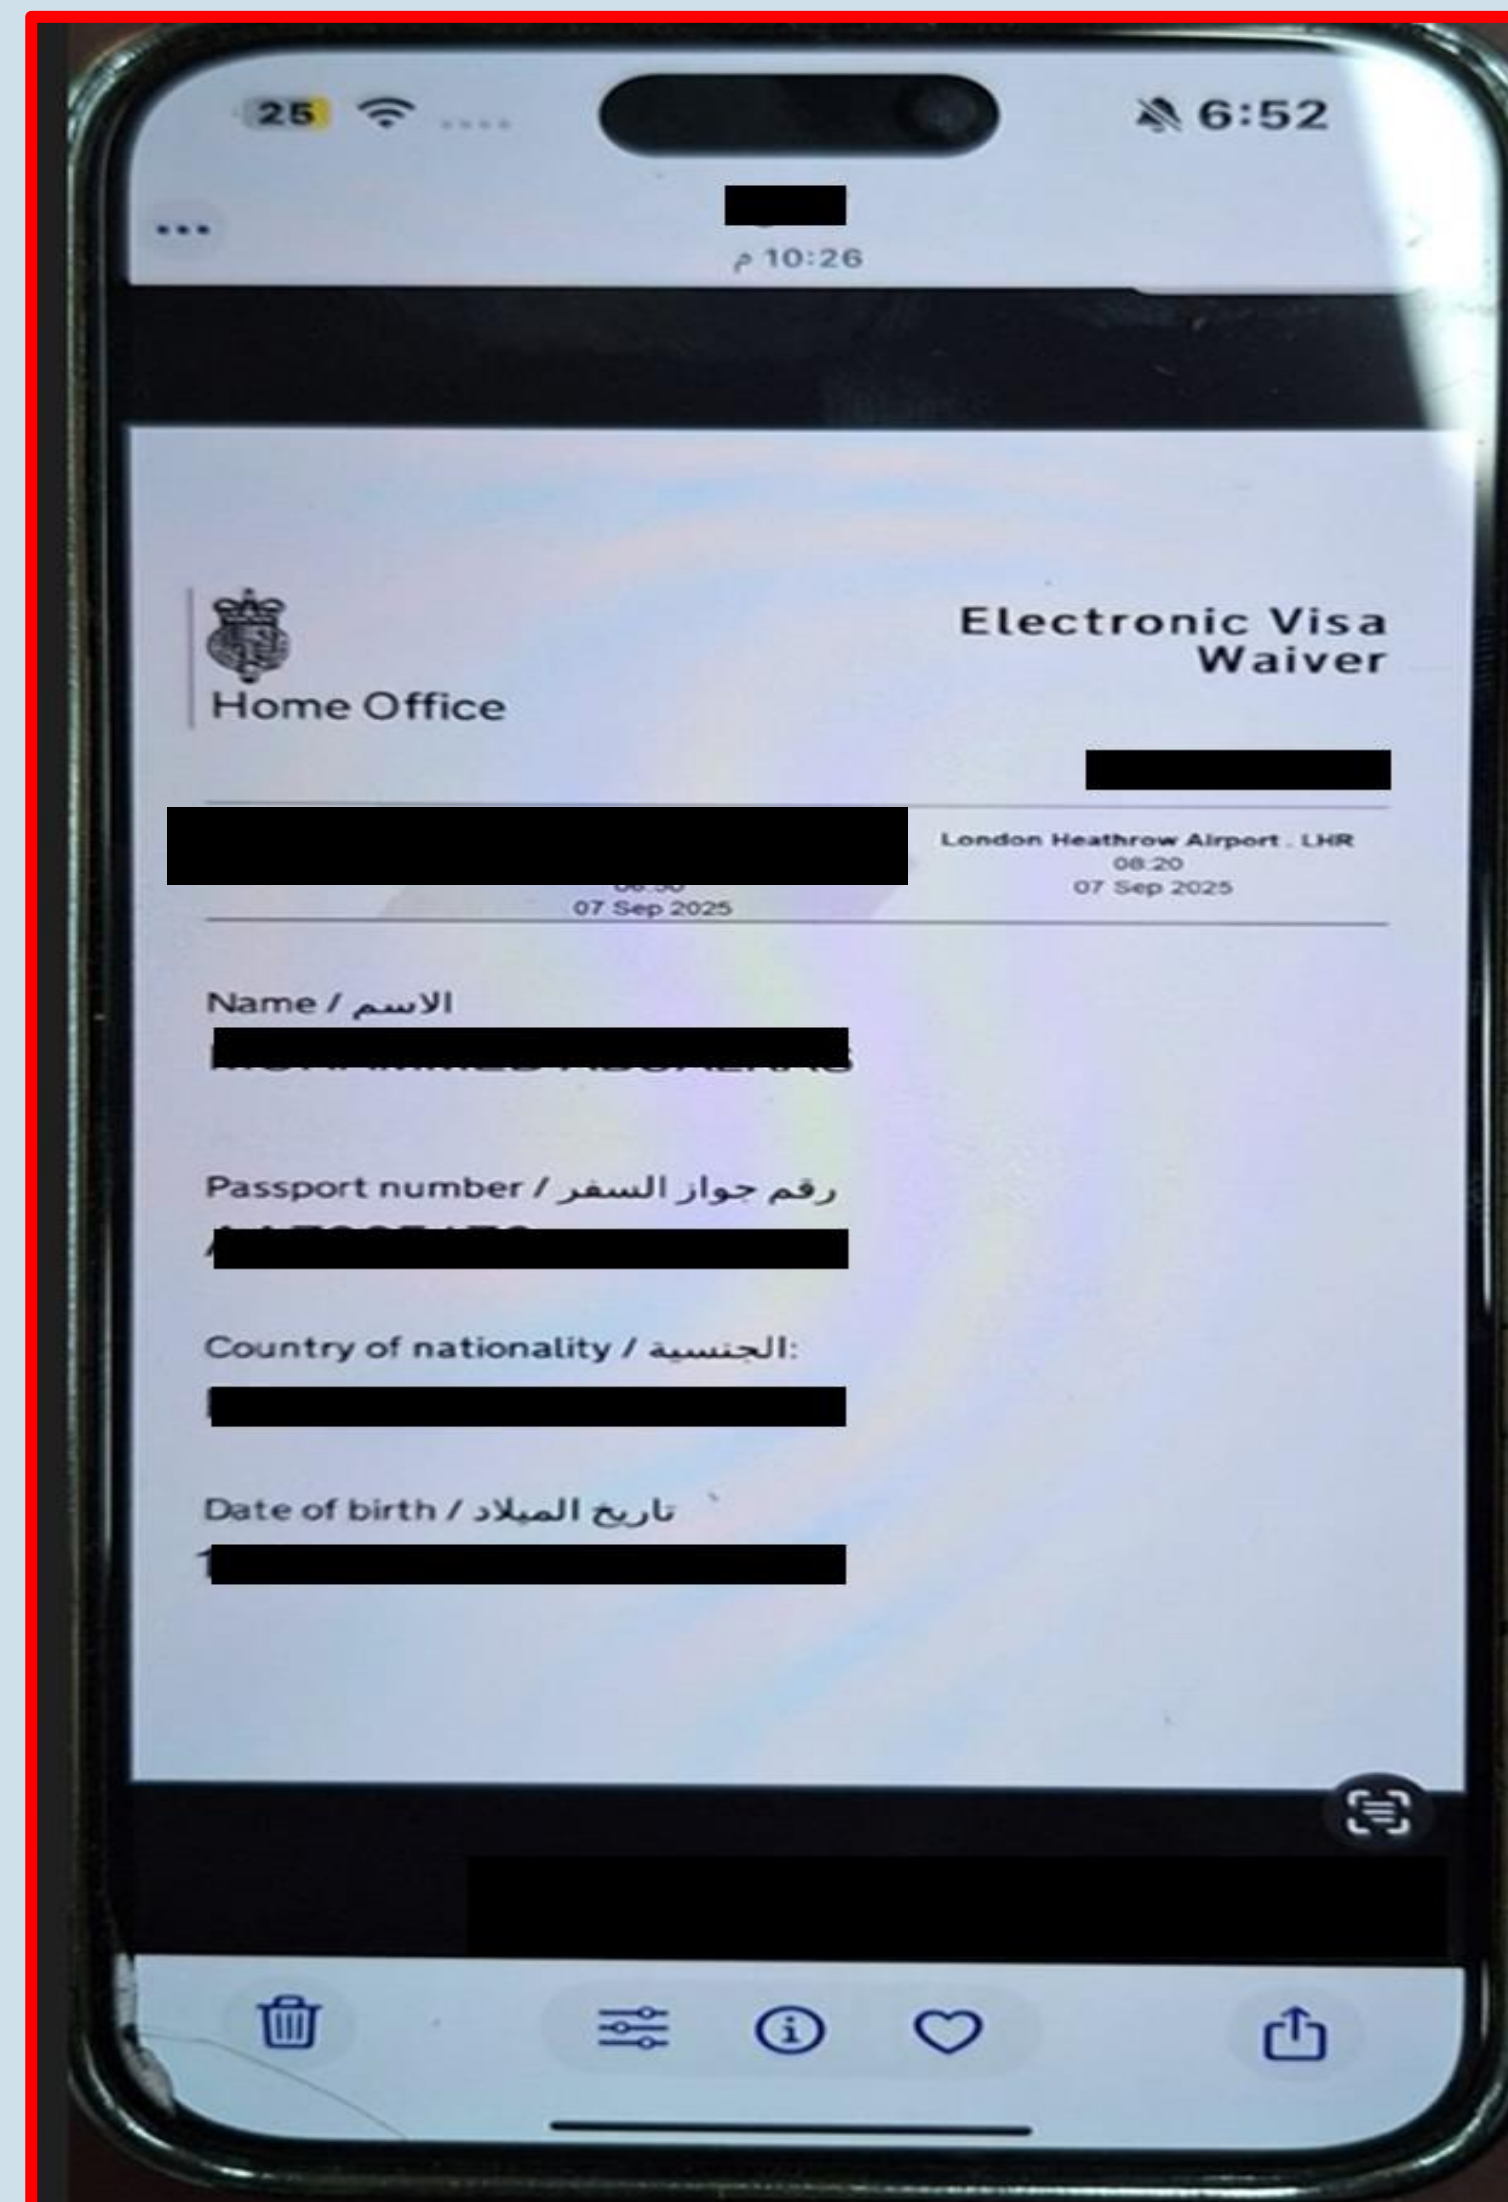 25
6:52
10:26 م
Electronic Visa
Waiver
Home Office
London Heathrow Airport . LHR
08:20
07 Sep 2025
07 Sep 2025
Name / الاسم
Passport number / رقم جواز السفر
Country of nationality / الجنسية:
Date of birth / تاريخ الميلاد